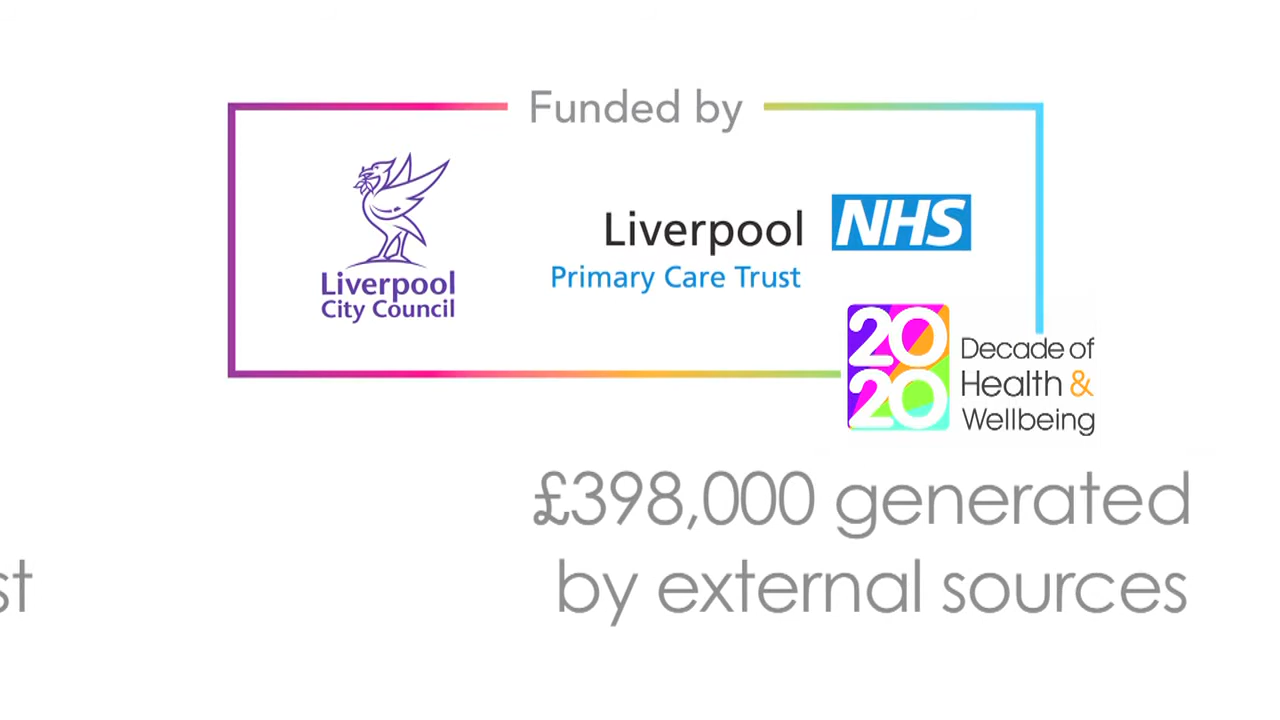 Funded by
Liverpool
City Council
Liverpool NHS
Primary Care Trust
20
20
Decade of
Health &
Wellbeing
£398,000 generated
st by external sources